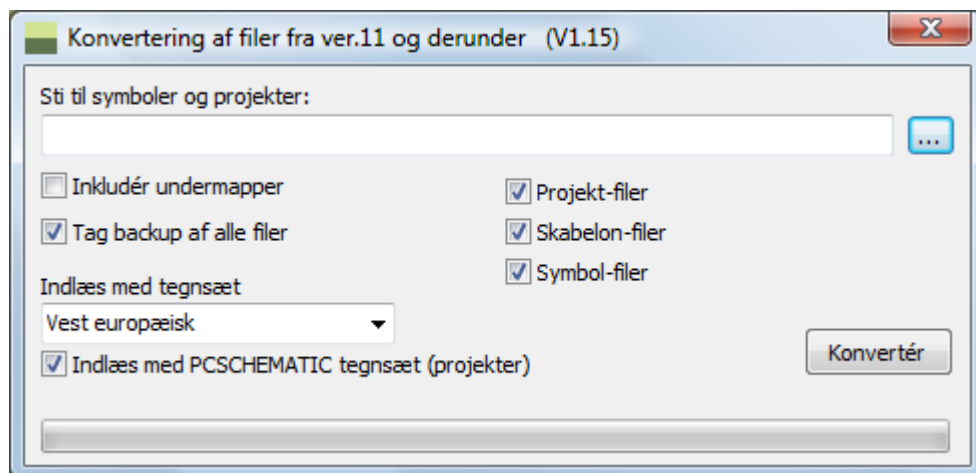 Konvertering af filer fra ver.11 og derunder (V1.15)
Sti til symboler og projekter:
...
Inkludér undermapper
Projekt-filer
Tag backup af alle filer
Skabelon-filer
Symbol-filer
Indlæs med tegnsæt
Vest europæisk
Indlæs med PCSCHEMATIC tegnsæt (projekter)
Konvertér